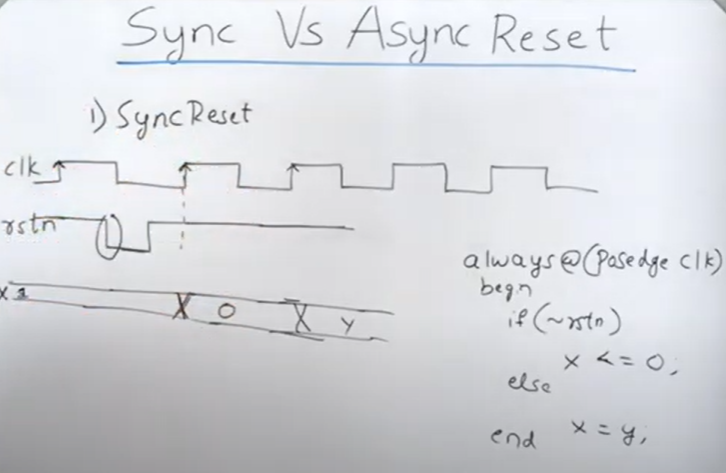 Sync Vs Async Reset
1) Sync Reset
clk
rstn
x 1
X 0 X y
always@(posedge clk)
begn
if(~rstn)
x <= 0;
else
x = y;
end